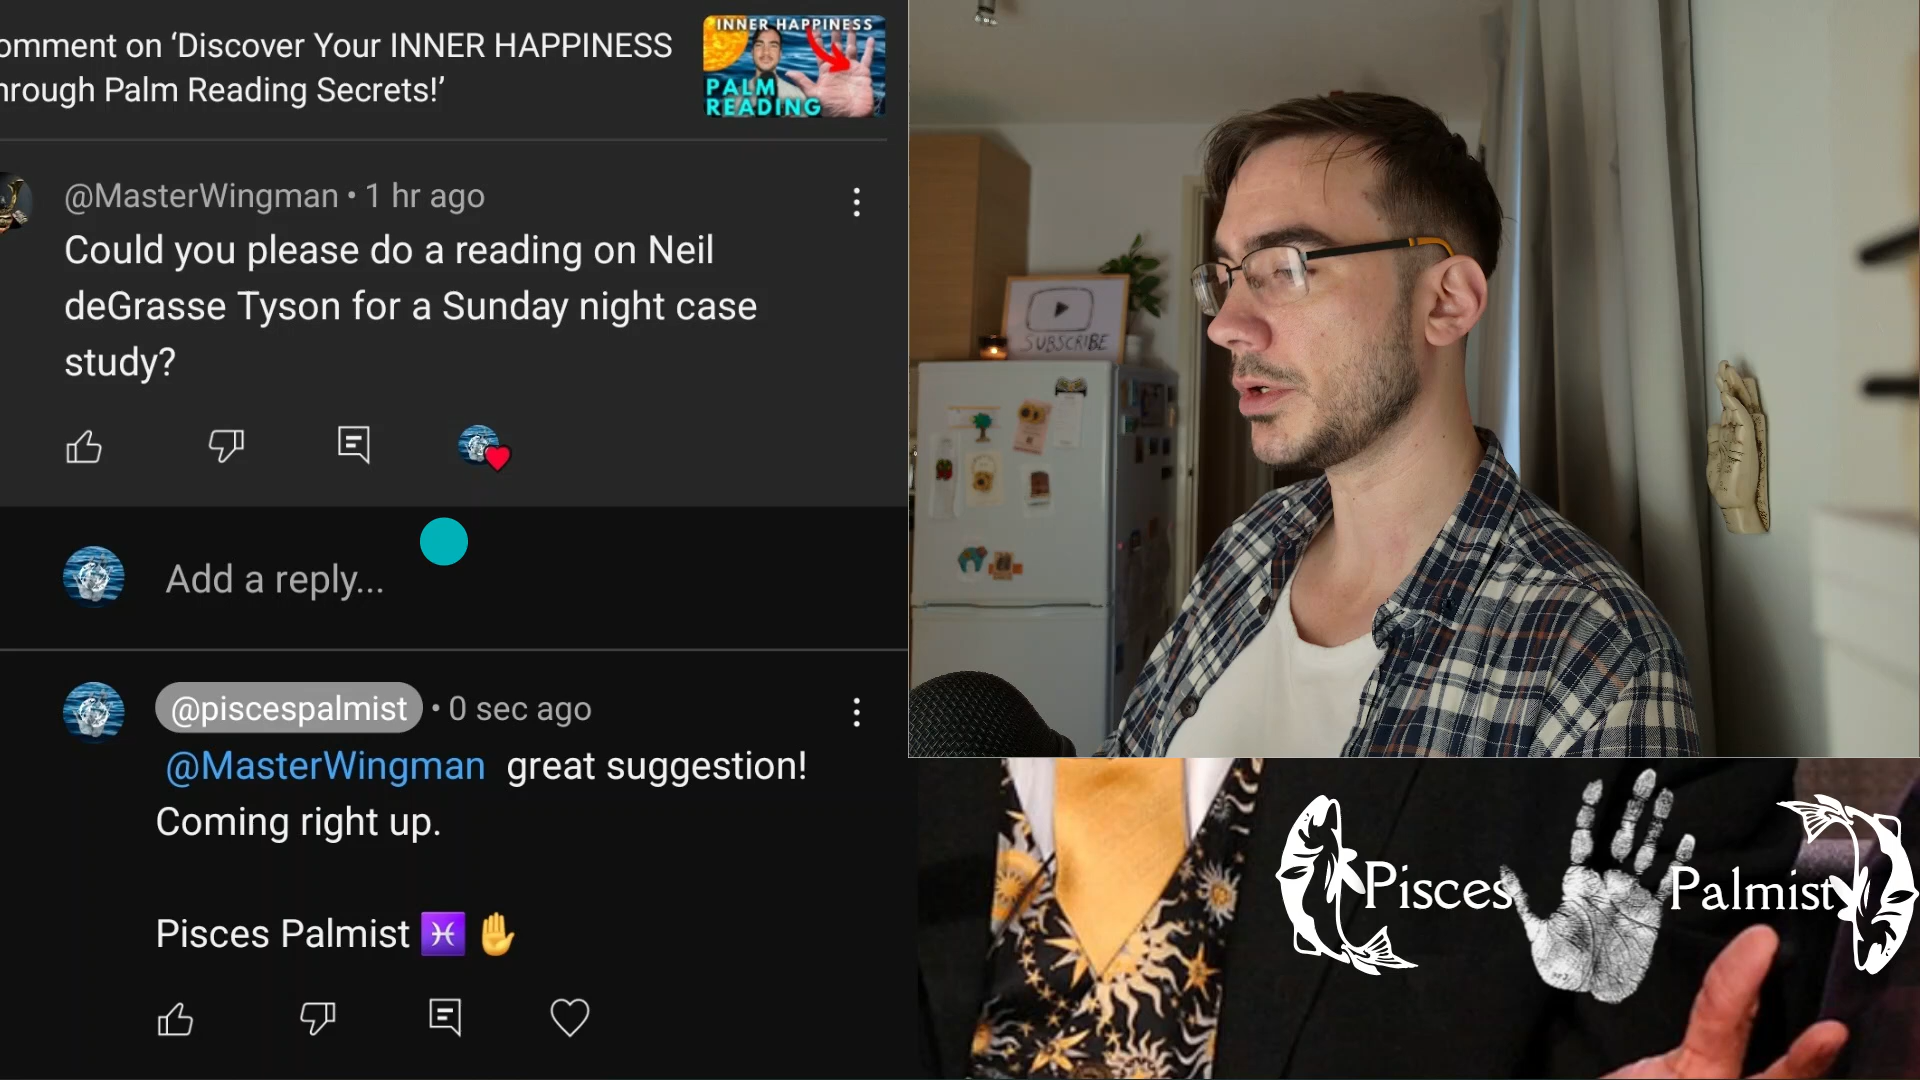 omment on ‘Discover Your INNER HAPPINESS
hrough Palm Reading Secrets!’
INNER HAPPINESS
PALM
READING
@MasterWingman • 1 hr ago
Could you please do a reading on Neil
deGrasse Tyson for a Sunday night case
study?
Add a reply...
@piscespalmist • 0 sec ago
@MasterWingman great suggestion!
Coming right up.
Pisces Palmist ♓ ✋
SUBSCRIBE
Pisces Palmist